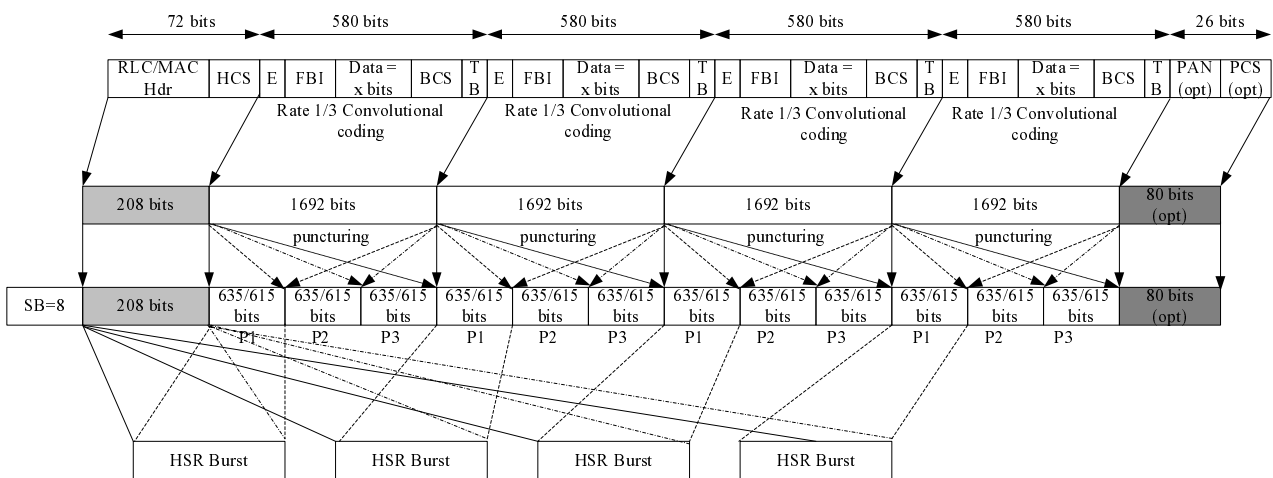 72 bits 580 bits 580 bits 580 bits 580 bits 26 bits
RLC/MAC Hdr HCS E FBI Data = x bits BCS T B E FBI Data = x bits BCS T B E FBI Data = x bits BCS T B E FBI Data = x bits BCS T B PAN (opt) PCS (opt)
Rate 1/3 Convolutional coding Rate 1/3 Convolutional coding Rate 1/3 Convolutional coding Rate 1/3 Convolutional coding
208 bits 1692 bits 1692 bits 1692 bits 1692 bits 80 bits (opt)
puncturing puncturing puncturing puncturing
SB=8 208 bits 635/615 bits 635/615 bits 635/615 bits 635/615 bits 635/615 bits 635/615 bits 635/615 bits 635/615 bits 635/615 bits 635/615 bits 635/615 bits 635/615 bits 80 bits (opt)
P1 P2 P3 P1 P2 P3 P1 P2 P3 P1 P2 P3
HSR Burst HSR Burst HSR Burst HSR Burst